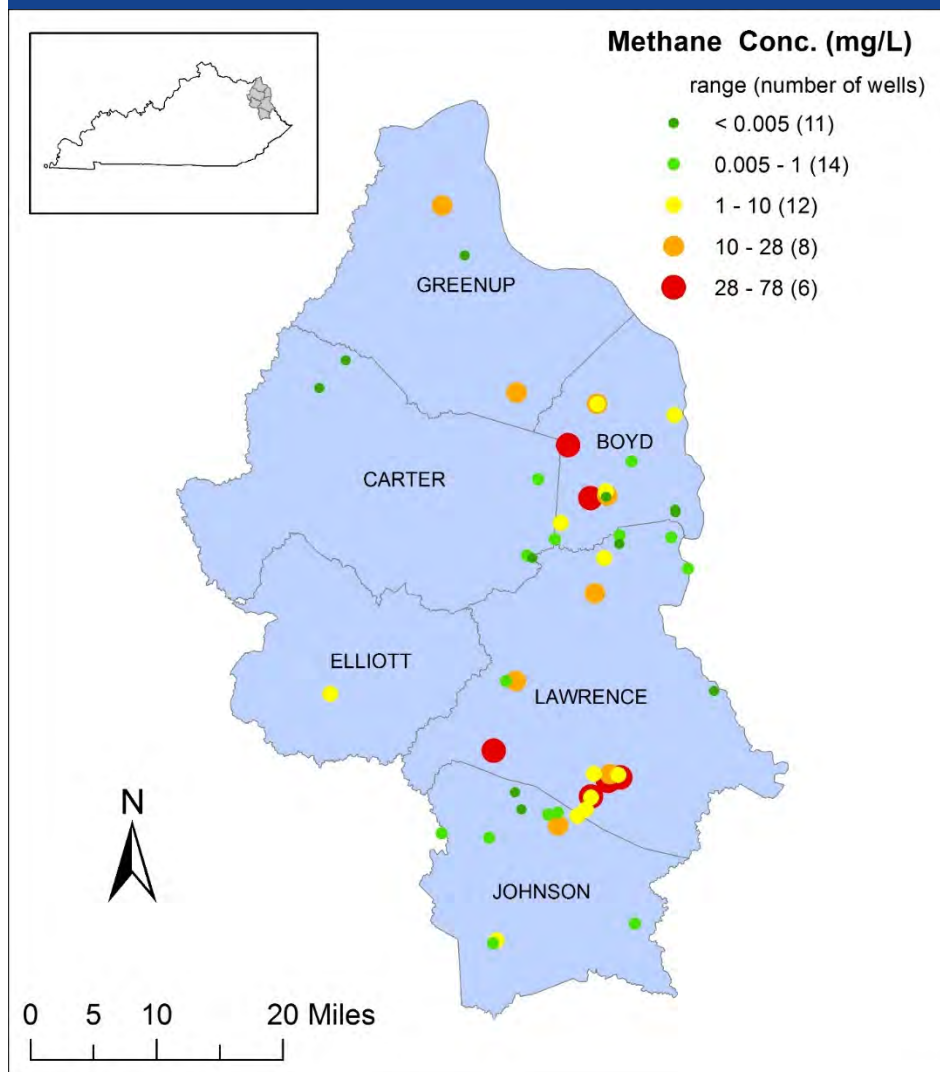 Methane Conc. (mg/L)
range (number of wells)
< 0.005 (11)
0.005 - 1 (14)
1 - 10 (12)
10 - 28 (8)
28 - 78 (6)
GREENUP
BOYD
CARTER
ELLIOTT
LAWRENCE
JOHNSON
N
0 5 10 20 Miles